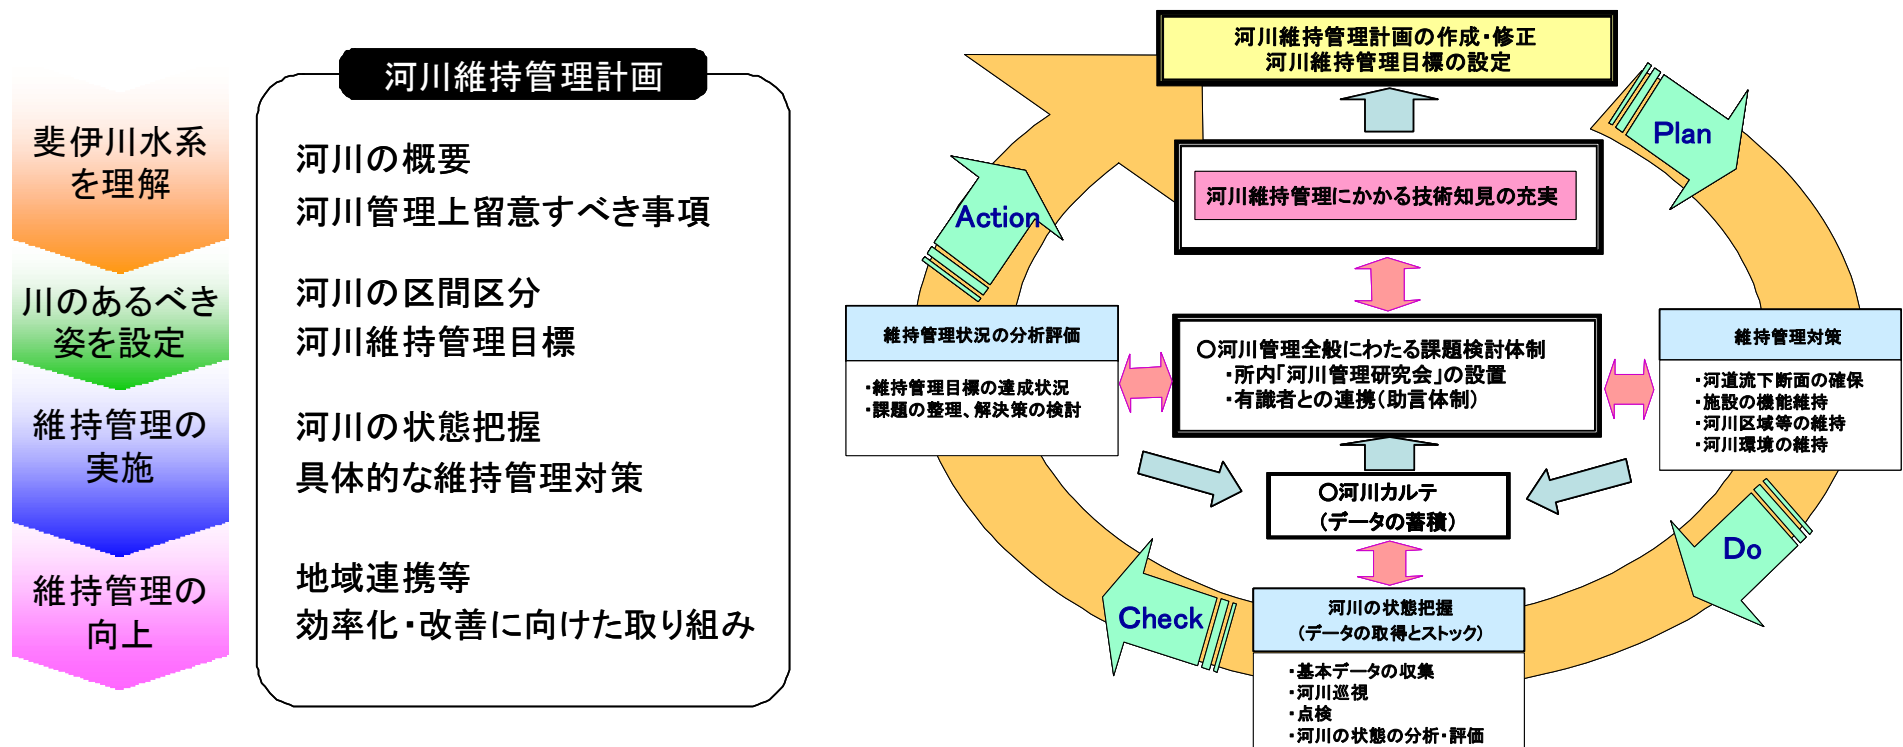 斐伊川水系
を理解
川のあるべき
姿を設定
維持管理の
実施
維持管理の
向上
河川維持管理計画
河川の概要
河川管理上留意すべき事項
河川の区間区分
河川維持管理目標
河川の状態把握
具体的な維持管理対策
地域連携等
効率化・改善に向けた取り組み
河川維持管理計画の作成・修正
河川維持管理目標の設定
Plan
河川維持管理にかかる技術知見の充実
Action
維持管理状況の分析評価
・維持管理目標の達成状況
・課題の整理、解決策の検討
○河川管理全般にわたる課題検討体制
・所内「河川管理研究会」の設置
・有識者との連携(助言体制)
維持管理対策
・河道流下断面の確保
・施設の機能維持
・河川区域等の維持
・河川環境の維持
○河川カルテ
(データの蓄積)
Do
Check
河川の状態把握
(データの取得とストック)
・基本データの収集
・河川巡視
・点検
・河川の状態の分析・評価